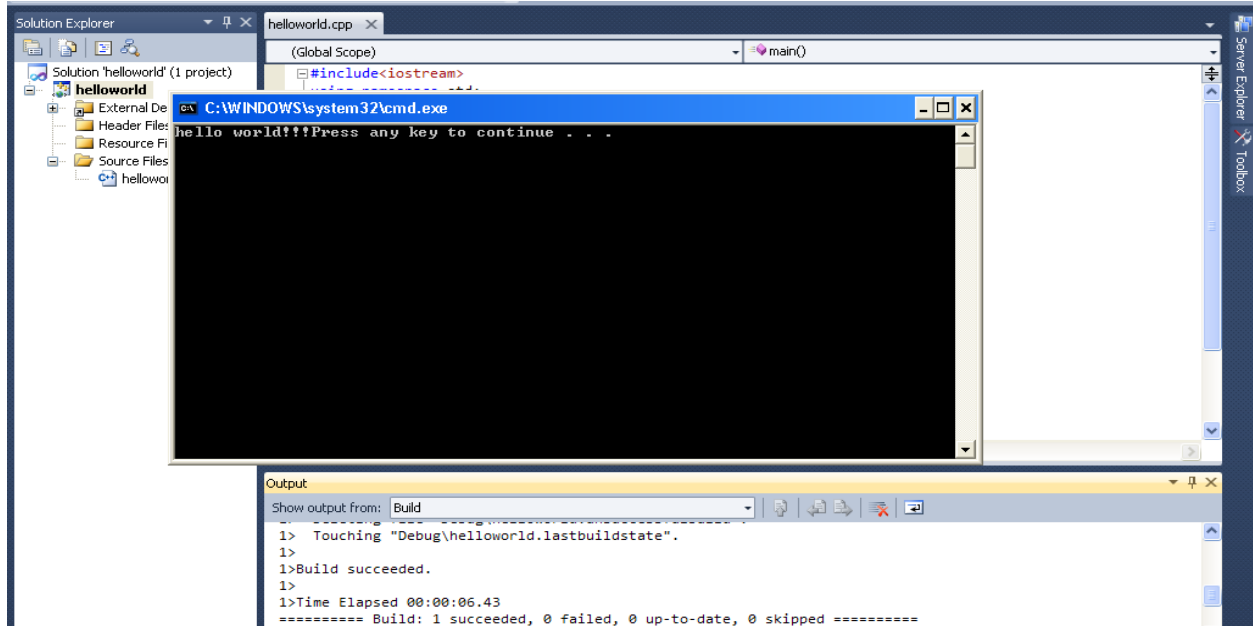 Solution Explorer
helloworld.cpp
(Global Scope)
main()
Solution 'helloworld' (1 project)
helloworld
External De
Header Files
Resource Fi
Source Files
hellowor
#include<iostream>
using namespace std;
C:\WINDOWS\system32\cmd.exe
hello world!!!Press any key to continue . . .
Server Explorer
Toolbox
Output
Show output from: Build
1>  Touching "Debug\helloworld.lastbuildstate".
1>
1>Build succeeded.
1>
1>Time Elapsed 00:00:06.43
========== Build: 1 succeeded, 0 failed, 0 up-to-date, 0 skipped ==========